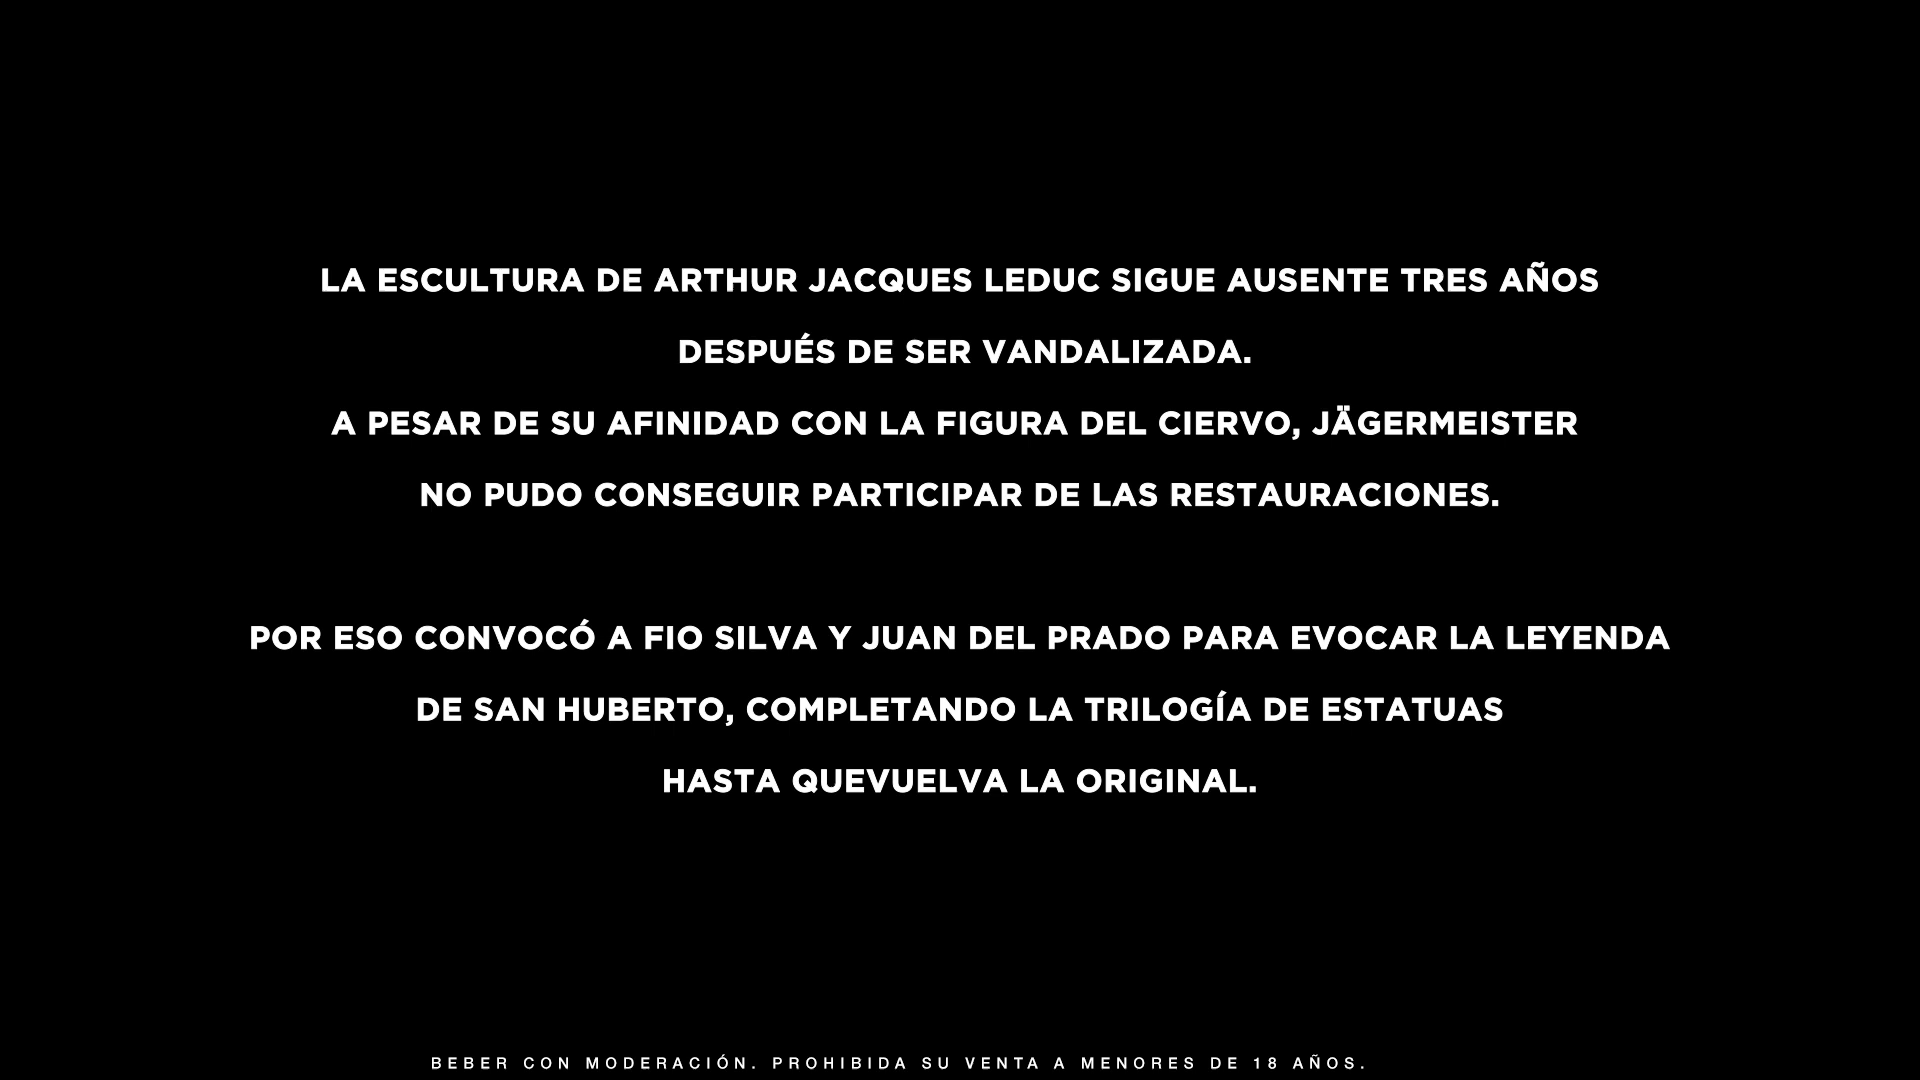 LA ESCULTURA DE ARTHUR JACQUES LEDUC SIGUE AUSENTE TRES AÑOS
DESPUÉS DE SER VANDALIZADA.
A PESAR DE SU AFINIDAD CON LA FIGURA DEL CIERVO, JÄGERMEISTER
NO PUDO CONSEGUIR PARTICIPAR DE LAS RESTAURACIONES.
POR ESO CONVOCÓ A FIO SILVA Y JUAN DEL PRADO PARA EVOCAR LA LEYENDA
DE SAN HUBERTO, COMPLETANDO LA TRILOGÍA DE ESTATUAS
HASTA QUEVUELVA LA ORIGINAL.
BEBER CON MODERACIÓN. PROHIBIDA SU VENTA A MENORES DE 18 AÑOS.